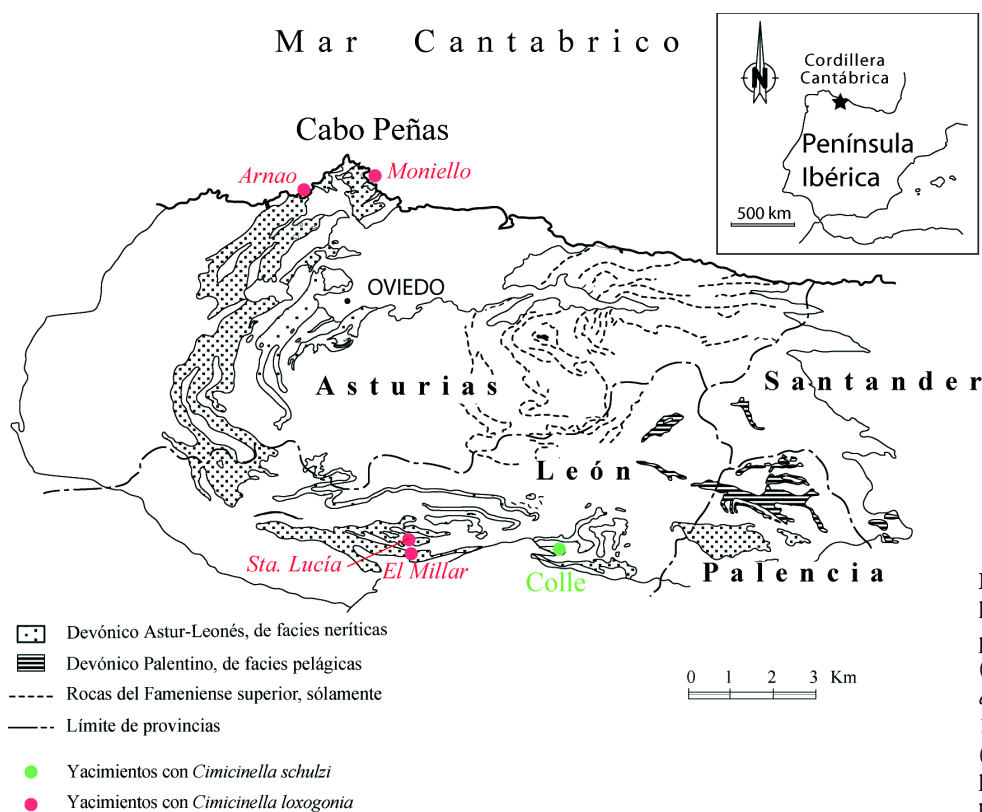 Mar Cantabrico
Cordillera
Cantábrica
N
Península
Ibérica
500 km
Cabo Peñas
Arnao
Moniello
OVIEDO
Asturias
Santander
León
Sta. Lucía
El Millar
Colle
Palencia
Devónico Astur-Leonés, de facies neríticas
Devónico Palentino, de facies pelágicas
Rocas del Fameniense superior, sólamente
Límite de provincias
0 1 2 3 Km
Yacimientos con Cimicinella schulzi
Yacimientos con Cimicinella loxogonia